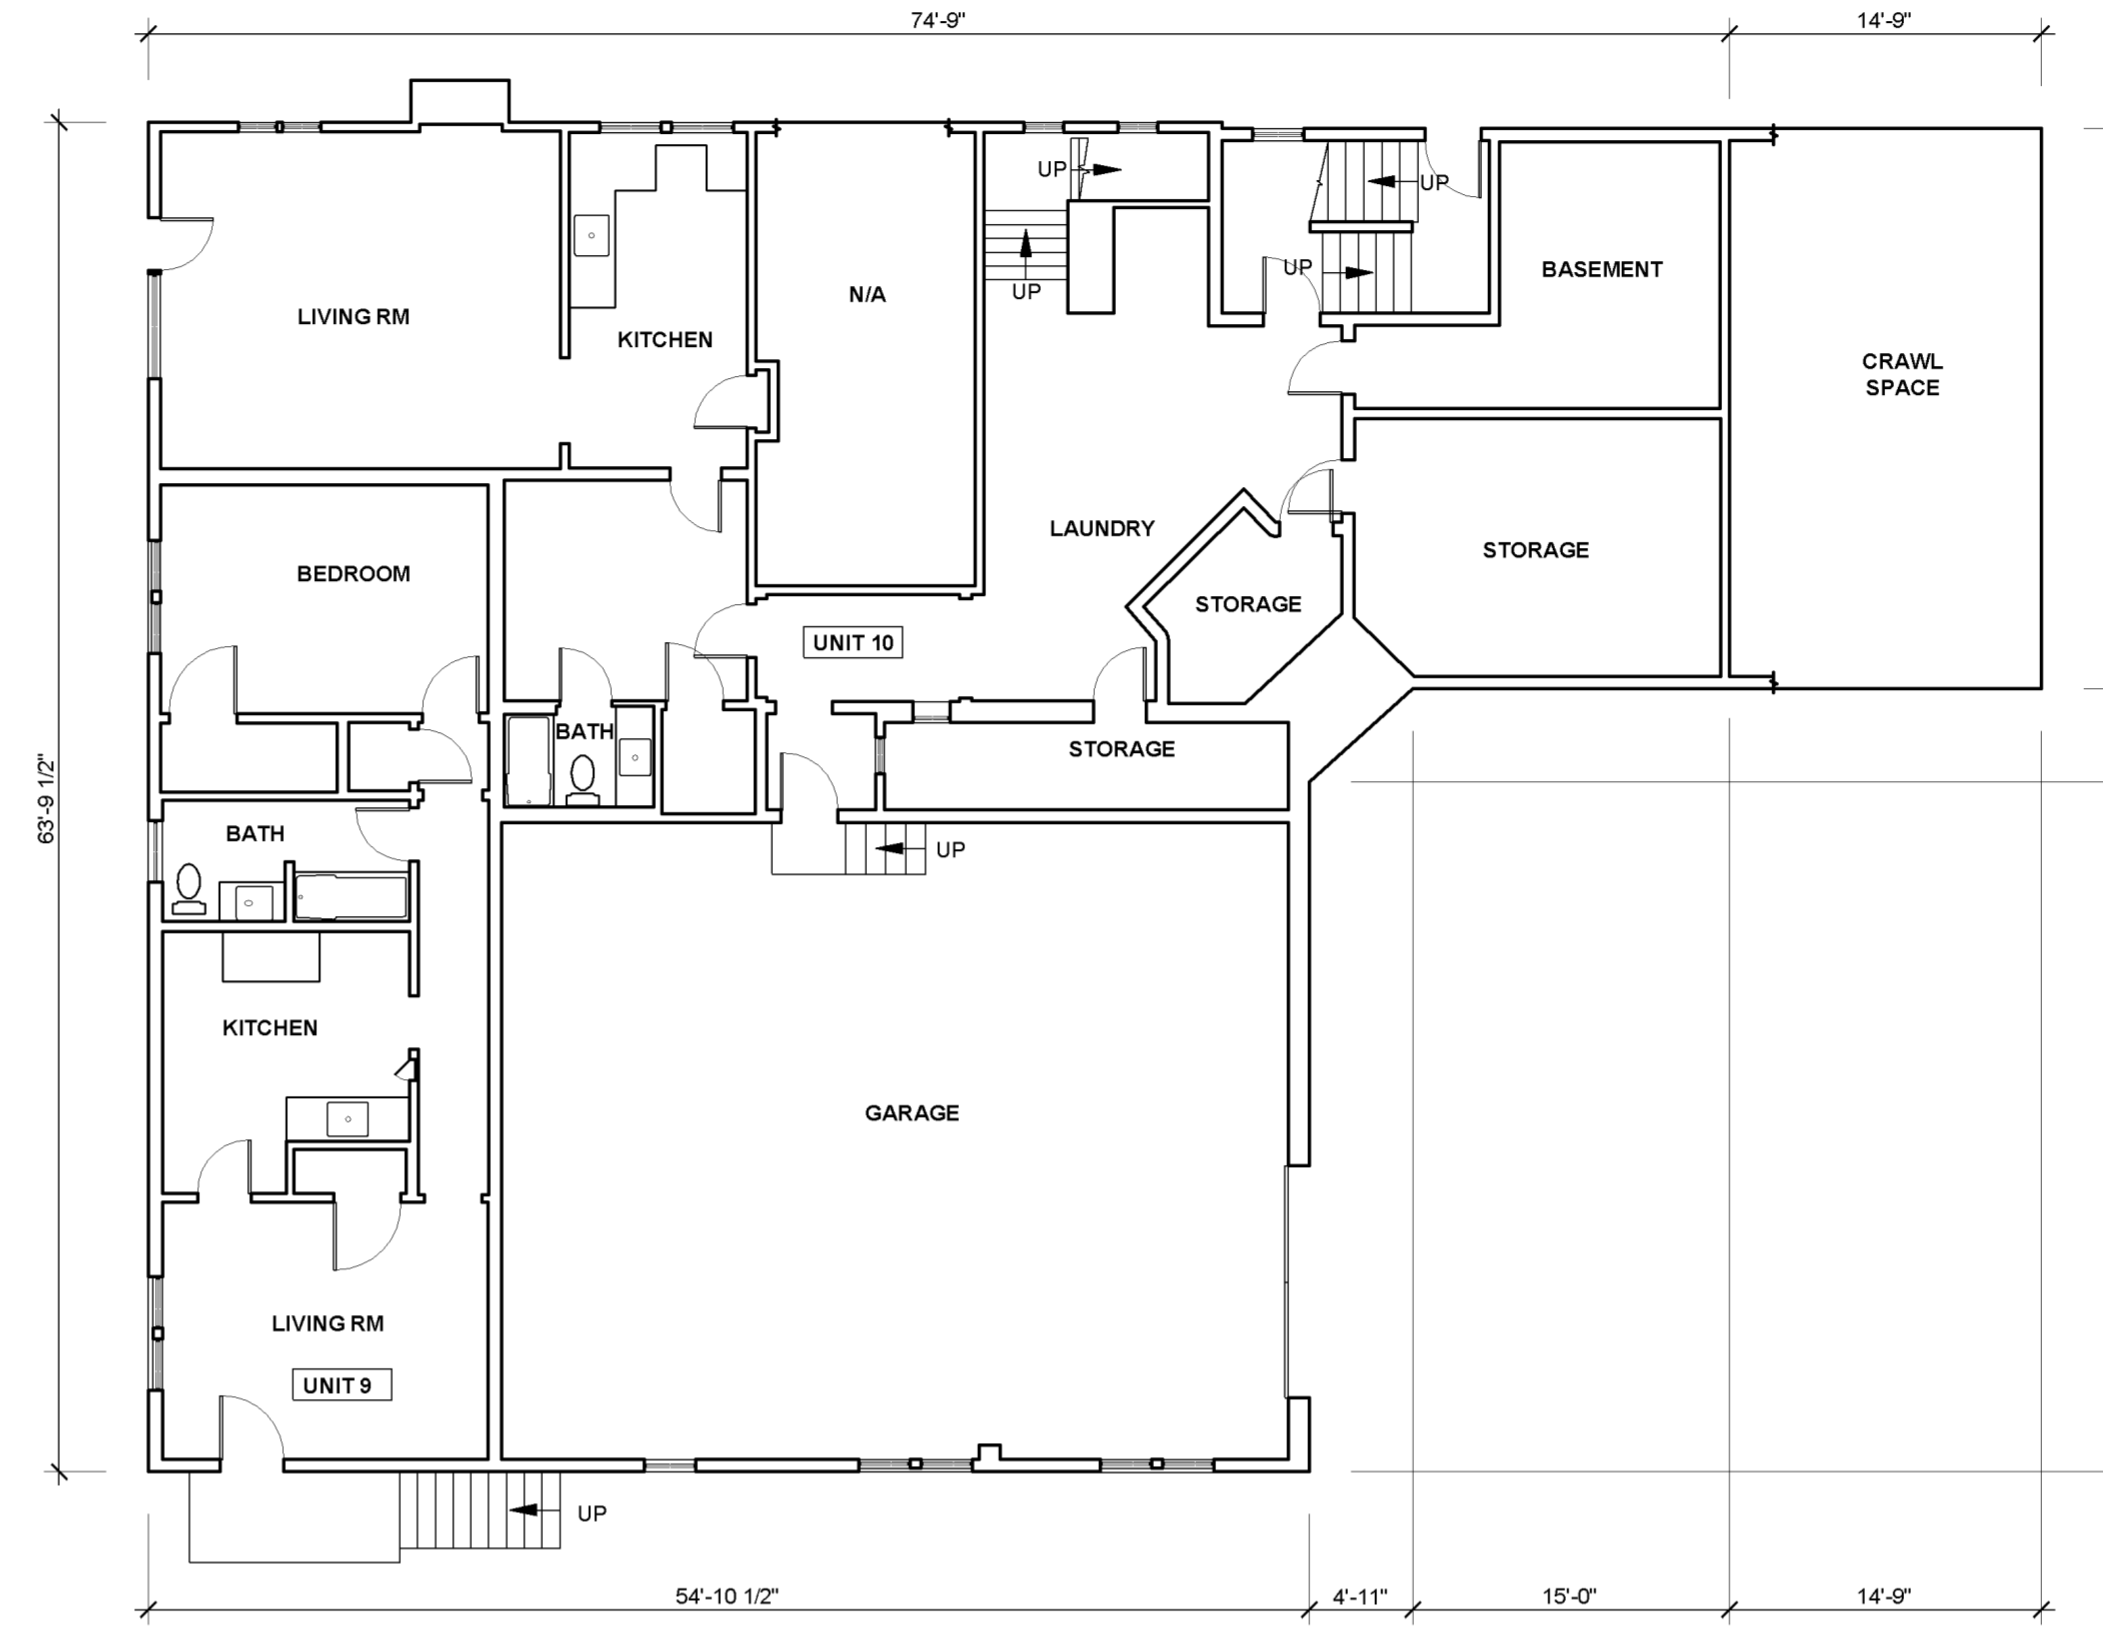 74'-9"
14'-9"
UP
UP
UP
UP
UP
BASEMENT
N/A
LIVING RM
KITCHEN
CRAWL
SPACE
LAUNDRY
STORAGE
BEDROOM
STORAGE
UNIT 10
BATH
STORAGE
63'-9 1/2"
BATH
UP
KITCHEN
GARAGE
LIVING RM
UNIT 9
UP
54'-10 1/2"
4'-11"
15'-0"
14'-9"